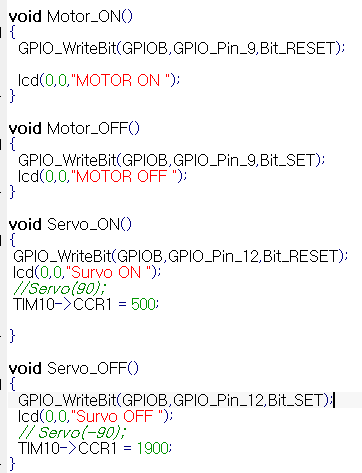 void Motor_ON()
{
GPIO_WriteBit(GPIOB,GPIO_Pin_9,Bit_RESET);
lcd(0,0,"MOTOR ON ");
}
void Motor_OFF()
{
GPIO_WriteBit(GPIOB,GPIO_Pin_9,Bit_SET);
lcd(0,0,"MOTOR OFF ");
}
void Servo_ON()
{
GPIO_WriteBit(GPIOB,GPIO_Pin_12,Bit_RESET);
lcd(0,0,"Survo ON ");
//Servo(90);
TIM10->CCR1 = 500;
}
void Servo_OFF()
{
GPIO_WriteBit(GPIOB,GPIO_Pin_12,Bit_SET);
lcd(0,0,"Survo OFF ");
// Servo(-90);
TIM10->CCR1 = 1900;
}